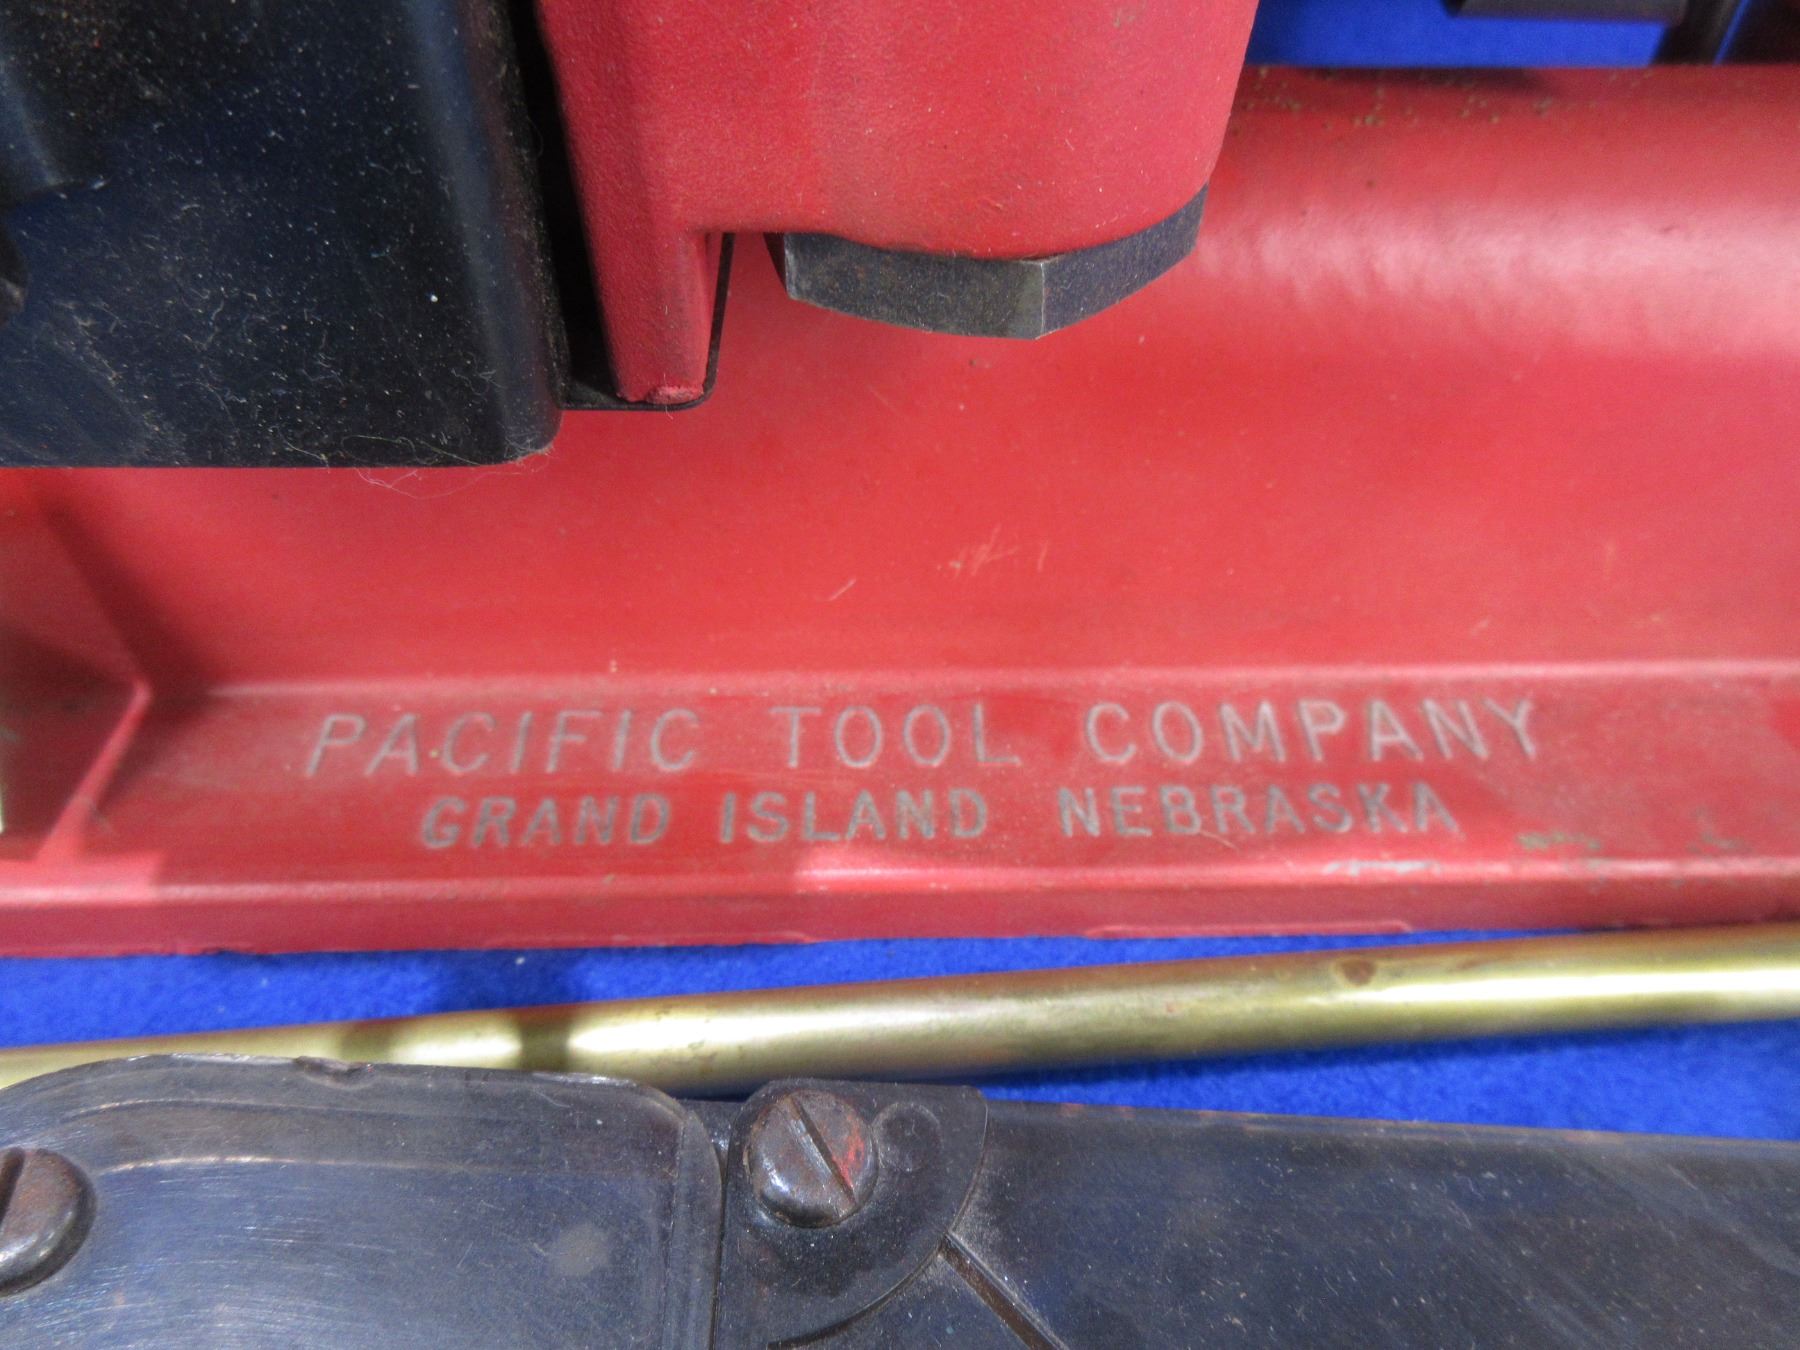 PACIFIC TOOL COMPANY
GRAND ISLAND NEBRASKA